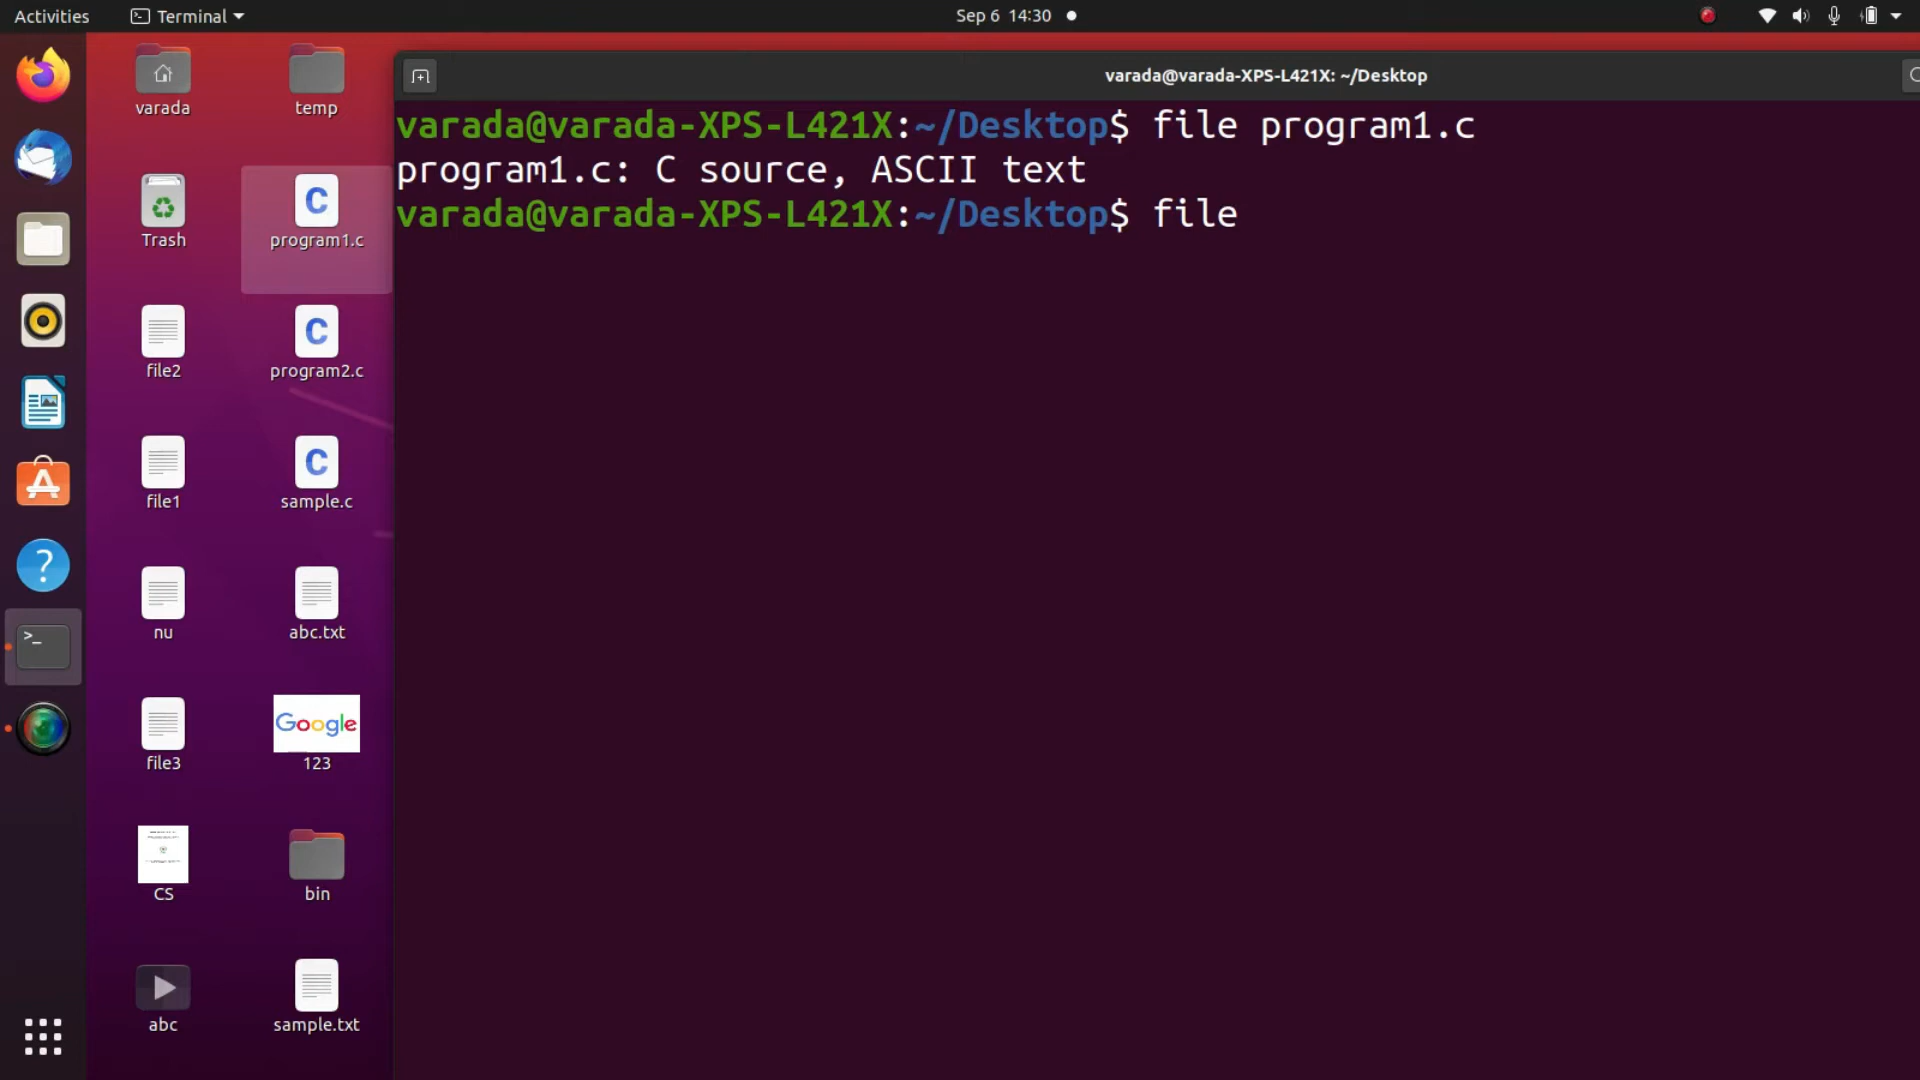 Activities
Terminal
Sep 6 14:30
varada
temp
Trash
program1.c
file2
program2.c
file1
sample.c
nu
abc.txt
file3
Google
123
CS
bin
abc
sample.txt
varada@varada-XPS-L421X: ~/Desktop
varada@varada-XPS-L421X:~/Desktop$ file program1.c
program1.c: C source, ASCII text
varada@varada-XPS-L421X:~/Desktop$ file